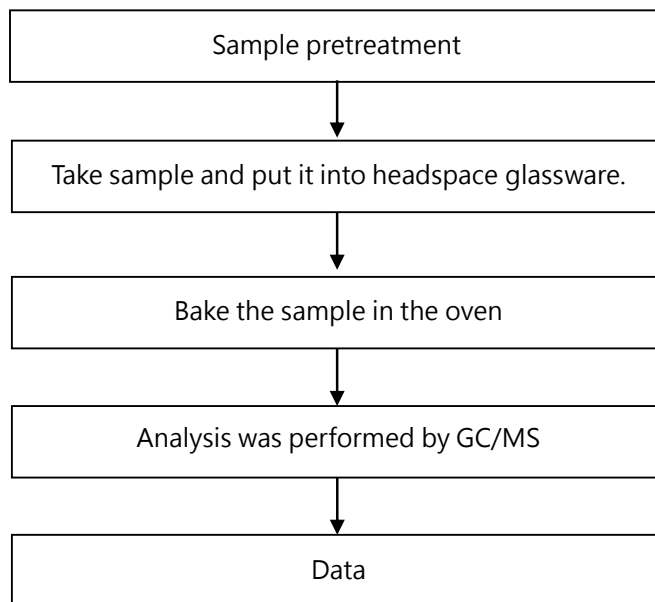 Sample pretreatment
Take sample and put it into headspace glassware.
Bake the sample in the oven
Analysis was performed by GC/MS
Data